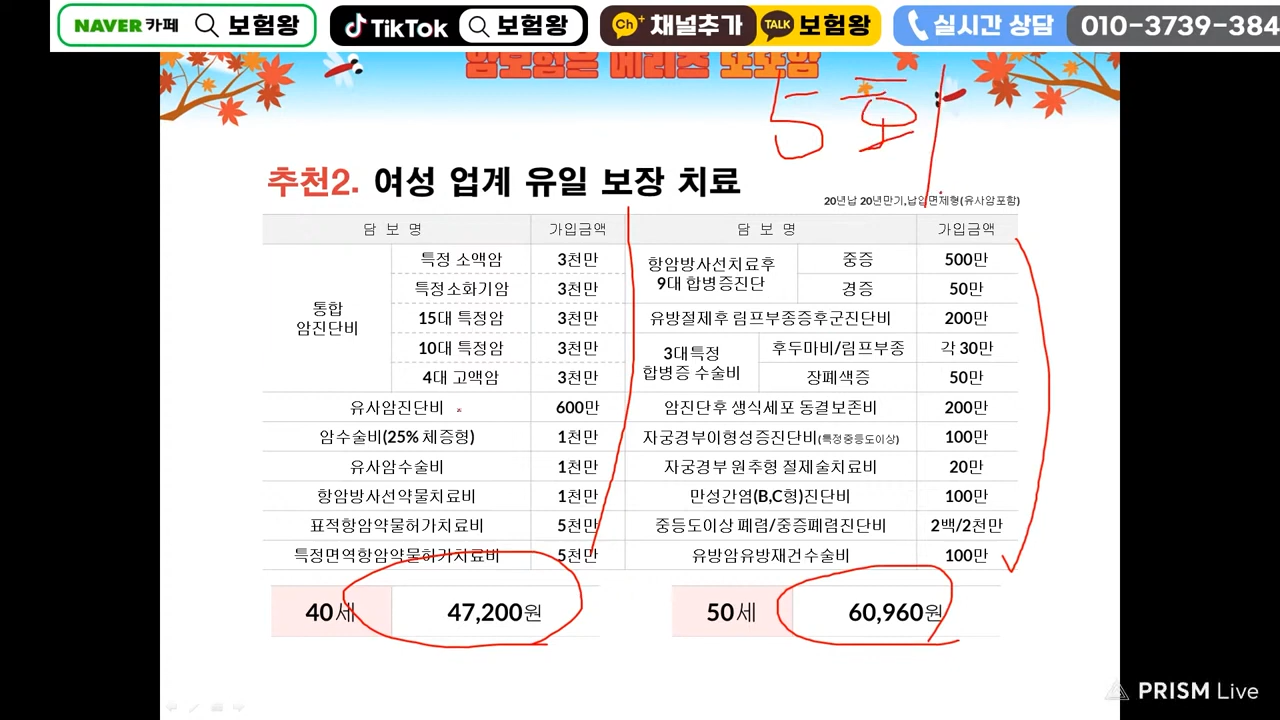 NAVER 카페 보험왕
TikTok 보험왕
Ch+ 채널추가 TALK 보험왕
실시간 상담 010-3739-384
암보험은 메리츠 또또암
5회
추천2. 여성 업계 유일 보장 치료
20년납 20년만기,납입면제형(유사암포함)
담 보 명 가입금액 담 보 명 가입금액
통합 암진단비
특정 소액암 3천만
특정소화기암 3천만
15대 특정암 3천만
10대 특정암 3천만
4대 고액암 3천만
유사암진단비 600만
암수술비(25% 체증형) 1천만
유사암수술비 1천만
항암방사선약물치료비 1천만
표적항암약물허가치료비 5천만
특정면역항암약물허가치료비 5천만
항암방사선치료후
9대 합병증진단
중증 500만
경증 50만
유방절제후 림프부종증후군진단비 200만
3대특정
합병증 수술비
후두마비/림프부종 각 30만
장폐색증 50만
암진단후 생식세포 동결보존비 200만
자궁경부이형성증진단비(특정중등도이상) 100만
자궁경부 원추형 절제술치료비 20만
만성간염(B,C형)진단비 100만
중등도이상 폐렴/중증폐렴진단비 2백/2천만
유방암유방재건수술비 100만
40세 47,200원
50세 60,960원
PRISM Live